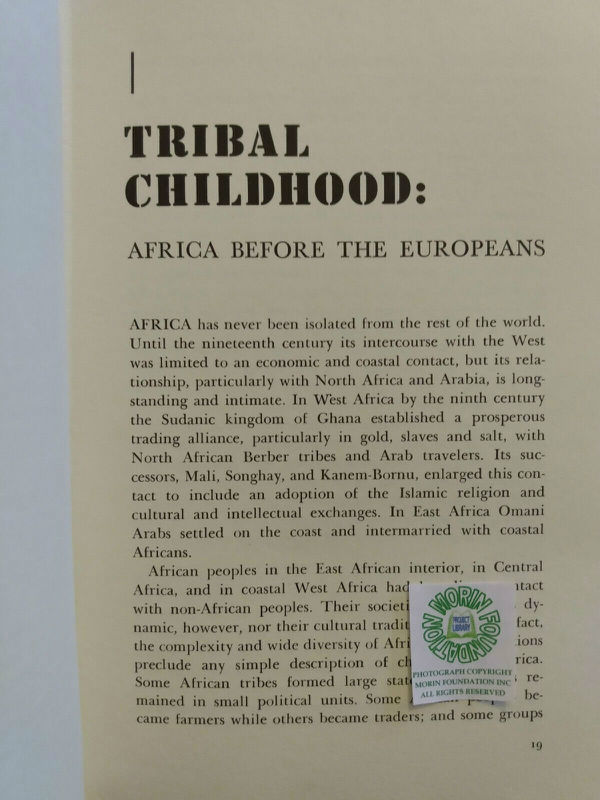 TRIBAL
CHILDHOOD:
AFRICA BEFORE THE EUROPEANS
AFRICA has never been isolated from the rest of the world.
Until the nineteenth century its intercourse with the West
was limited to an economic and coastal contact, but its rela-
tionship, particularly with North Africa and Arabia, is long-
standing and intimate. In West Africa by the ninth century
the Sudanic kingdom of Ghana established a prosperous
trading alliance, particularly in gold, slaves and salt, with
North African Berber tribes and Arab travelers. Its suc-
cessors, Mali, Songhay, and Kanem-Bornu, enlarged this con-
tact to include an adoption of the Islamic religion and
cultural and intellectual exchanges. In East Africa Omani
Arabs settled on the coast and intermarried with coastal
Africans.
African peoples in the East African interior, in Central
Africa, and in coastal West Africa had
with non-African peoples. Their dy-
namic, however, nor their cultural fact,
the complexity and wide diversity of
preclude any simple description of
Some African tribes formed large re-
mained in small political units. Some be-
came farmers while others became traders; and some groups
19
MORIN FOUNDATION
PROJECT
LIBRARY
PHOTOGRAPH COPYRIGHT
MORIN FOUNDATION INC
ALL RIGHTS RESERVED